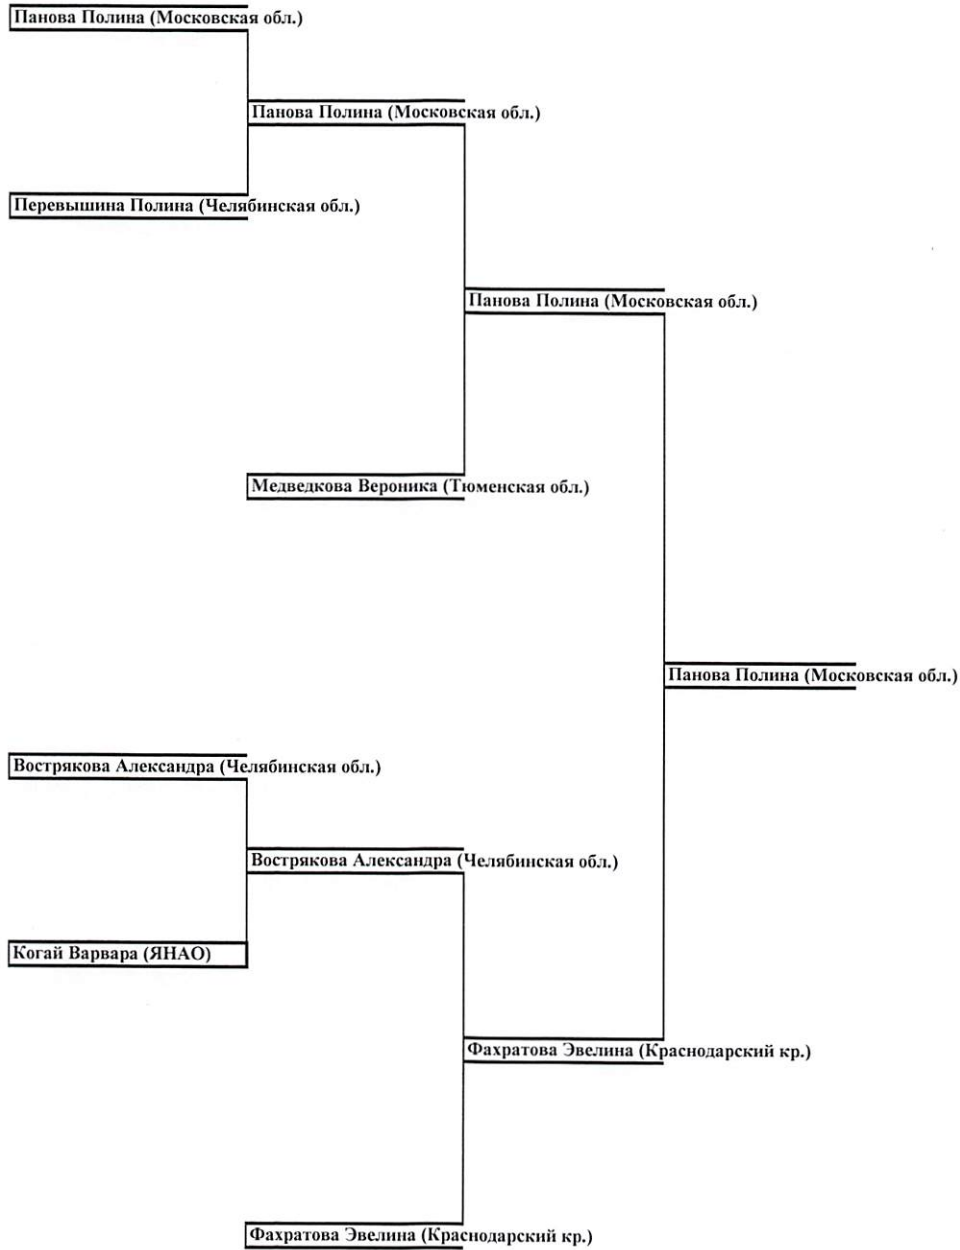 Панова Полина (Московская обл.)
Панова Полина (Московская обл.)
Перевышина Полина (Челябинская обл.)
Панова Полина (Московская обл.)
Медведкова Вероника (Тюменская обл.)
Панова Полина (Московская обл.)
Вострякова Александра (Челябинская обл.)
Вострякова Александра (Челябинская обл.)
Когай Варвара (ЯНАО)
Фахратова Эвелина (Краснодарский кр.)
Фахратова Эвелина (Краснодарский кр.)